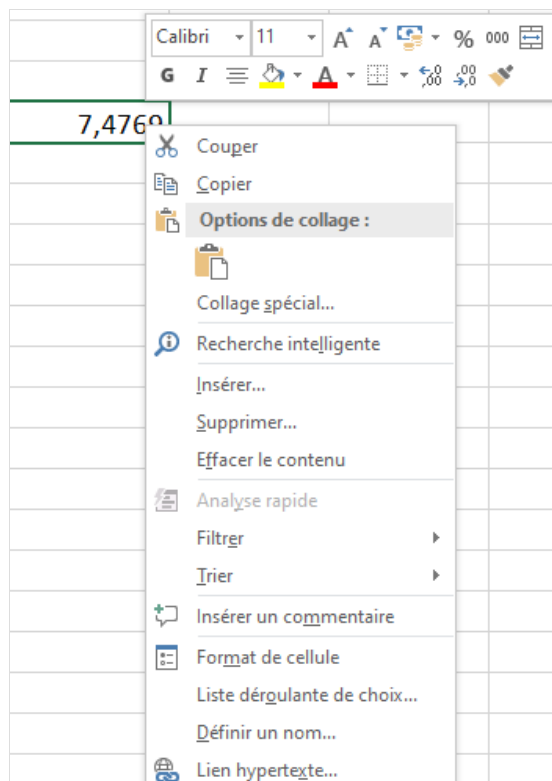 Calibri 11 A A % 000
G I A ,00 ,00
7,4769
Couper
Copier
Options de collage :
Collage spécial...
Recherche intelligente
Insérer...
Supprimer...
Effacer le contenu
Analyse rapide
Filtrer
Trier
Insérer un commentaire
Format de cellule
Liste déroulante de choix...
Définir un nom...
Lien hypertexte...